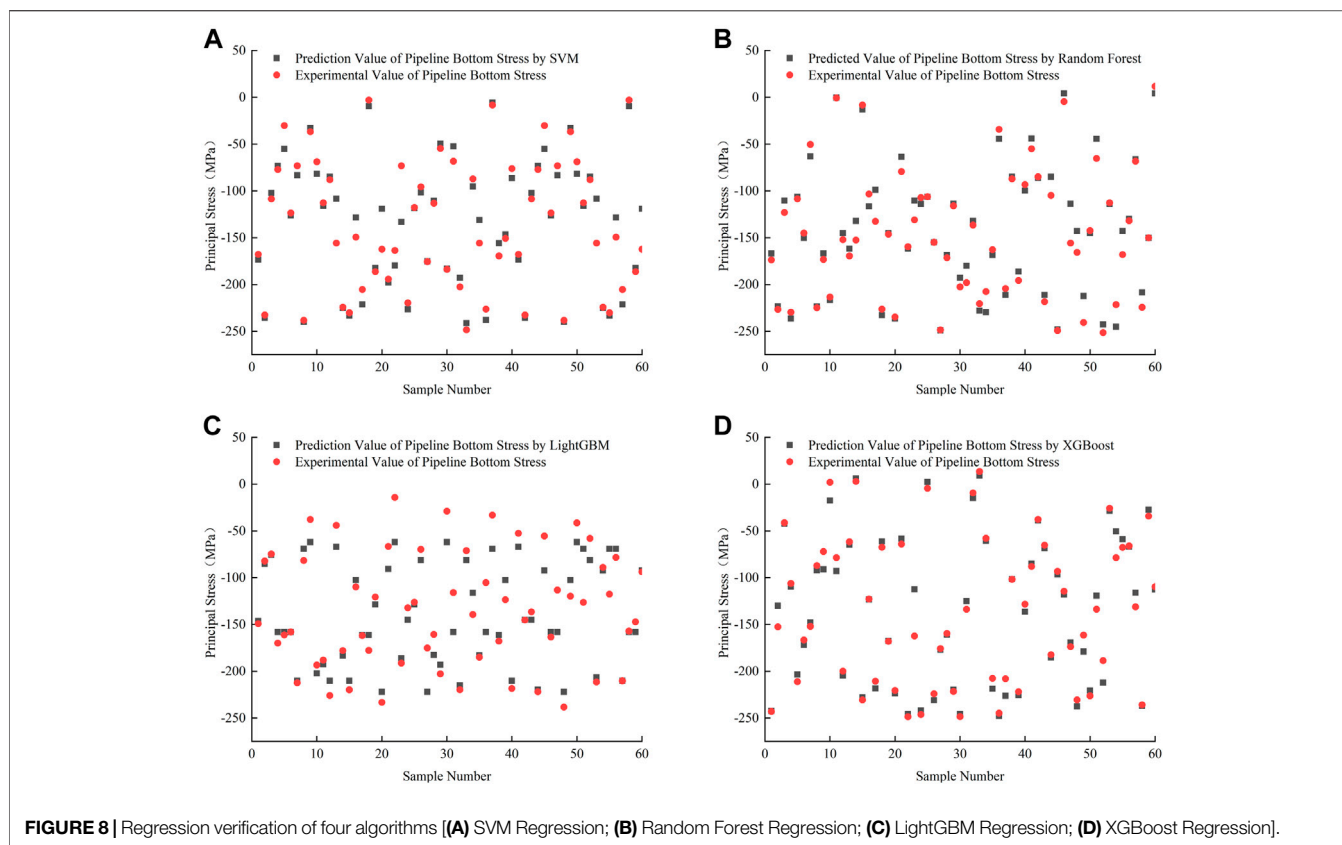 A
Prediction Value of Pipeline Bottom Stress by SVM
Experimental Value of Pipeline Bottom Stress
Principal Stress（MPa）
50
0
-50
-100
-150
-200
-250
0 10 20 30 40 50 60
Sample Number
B
Predicted Value of Pipeline Bottom Stress by Random Forest
Experimental Value of Pipeline Bottom Stress
Principal Stress（MPa）
50
0
-50
-100
-150
-200
-250
0 10 20 30 40 50 60
Sample Number
C
Prediction Value of Pipeline Bottom Stress by LightGBM
Experimental Value of Pipeline Bottom Stress
Principal Stress（MPa）
50
0
-50
-100
-150
-200
-250
0 10 20 30 40 50 60
Sample Number
D
Prediction Value of Pipeline Bottom Stress by XGBoost
Experimental Value of Pipeline Bottom Stress
Principal Stress（MPa）
50
0
-50
-100
-150
-200
-250
0 10 20 30 40 50 60
Sample Number
FIGURE 8 | Regression verification of four algorithms [(A) SVM Regression; (B) Random Forest Regression; (C) LightGBM Regression; (D) XGBoost Regression].